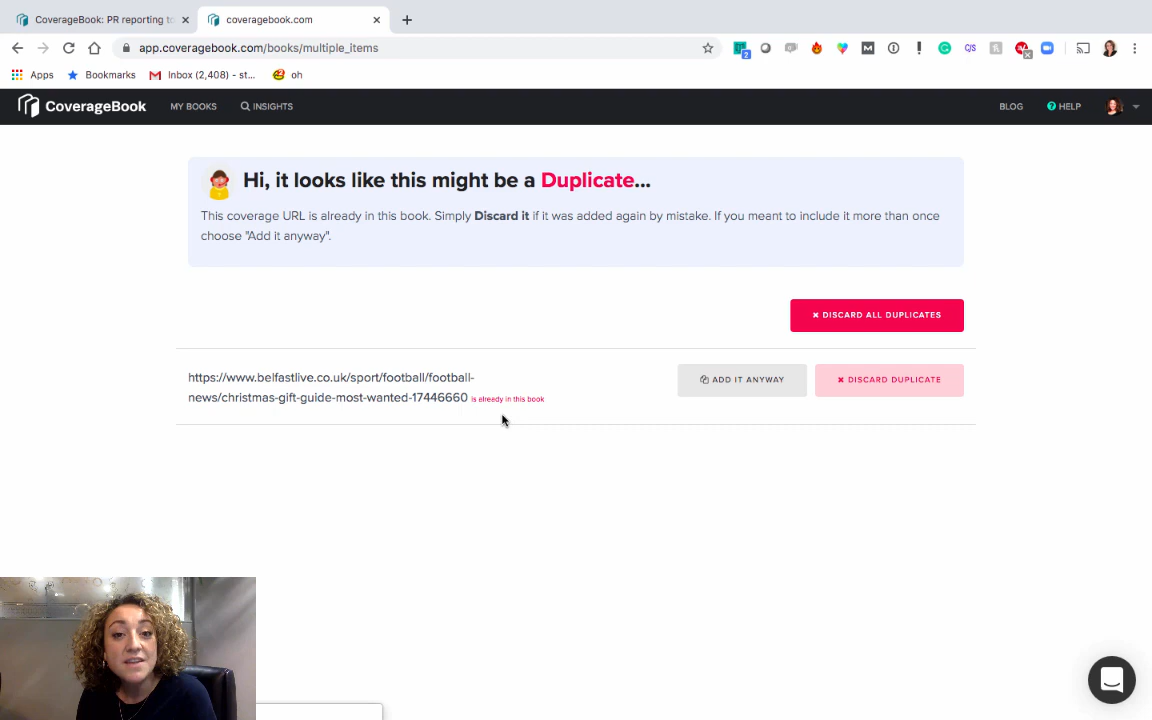 CoverageBook: PR reporting to
coveragebook.com
app.coveragebook.com/books/multiple_items
Apps
Bookmarks
Inbox (2,408) - st...
oh
CoverageBook
MY BOOKS
INSIGHTS
BLOG
HELP
Hi, it looks like this might be a Duplicate...
This coverage URL is already in this book. Simply Discard it if it was added again by mistake. If you meant to include it more than once
choose "Add it anyway".
DISCARD ALL DUPLICATES
https://www.belfastlive.co.uk/sport/football/football-
news/christmas-gift-guide-most-wanted-17446660 is already in this book
ADD IT ANYWAY
DISCARD DUPLICATE